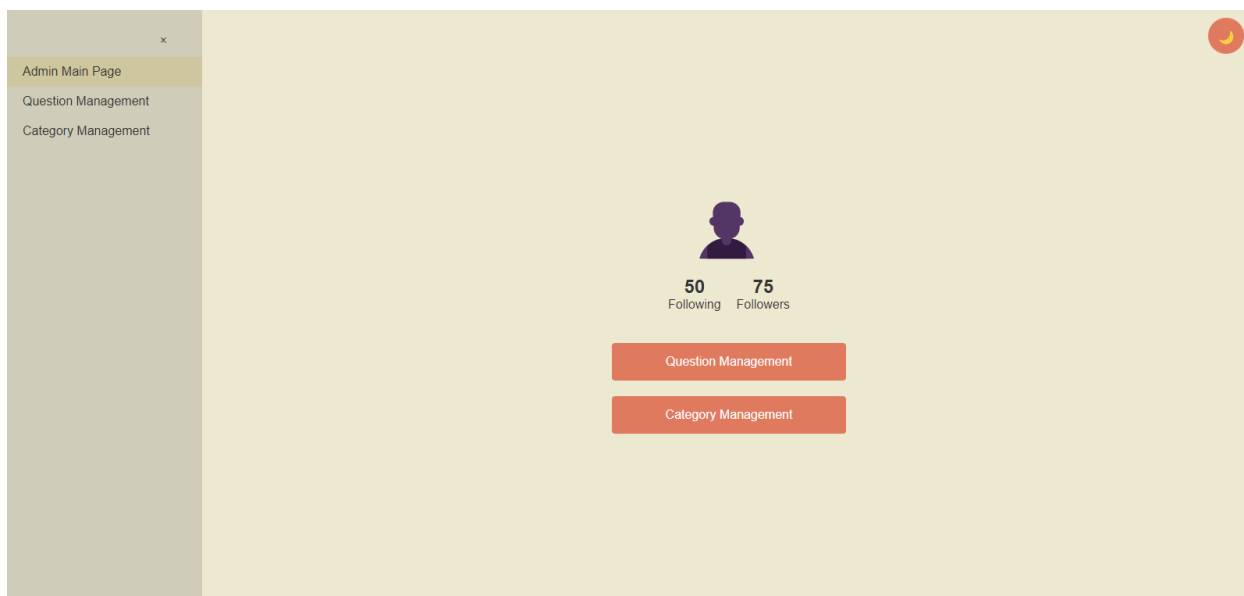 ×
Admin Main Page
Question Management
Category Management
50 75
Following Followers
Question Management
Category Management